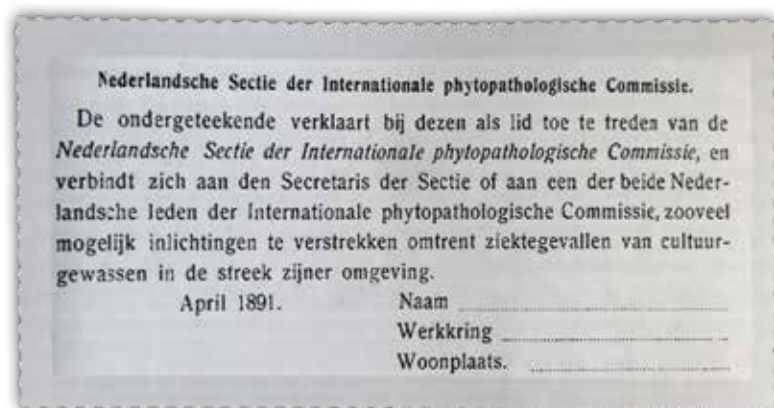 Nederlandsche Sectie der Internationale phytopathologische Commissie.
De ondergeteekende verklaart bij dezen als lid toe te treden van de
Nederlandsche Sectie der Internationale phytopathologische Commissie, en
verbindt zich aan den Secretaris der Sectie of aan een der beide Neder-
landsche leden der Internationale phytopathologische Commissie, zooveel
mogelijk inlichtingen te verstrekken omtrent ziektegevallen van cultuur-
gewassen in de streek zijner omgeving.
April 1891. Naam
Werkkring
Woonplaats.